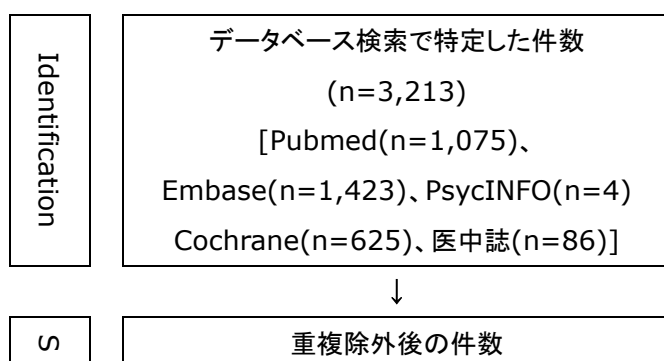 Identification
データベース検索で特定した件数
(n=3,213)
[Pubmed(n=1,075)、
Embase(n=1,423)、PsycINFO(n=4)
Cochrane(n=625)、医中誌(n=86)]
↓
S
重複除外後の件数